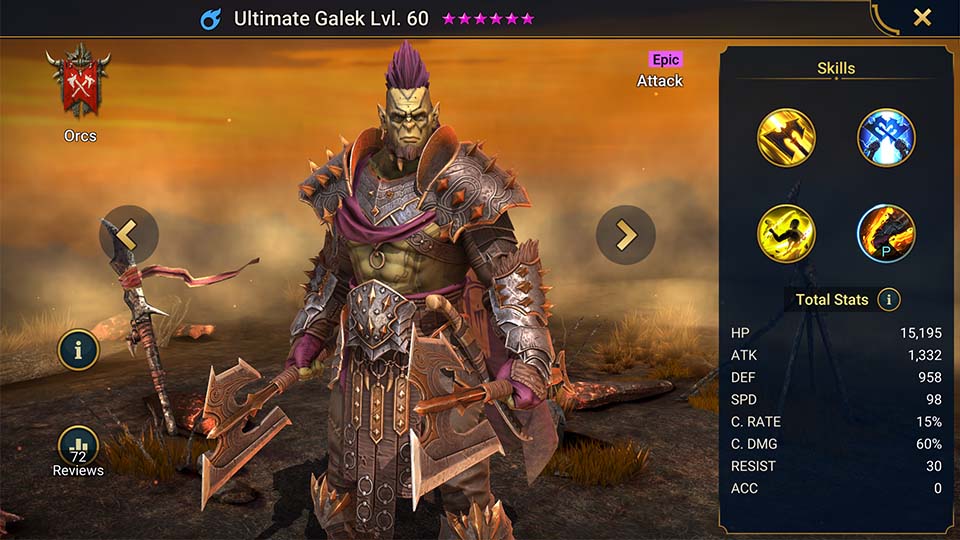 Ultimate Galek Lvl. 60
Orcs
Epic
Attack
72
Reviews
Skills
P
Total Stats i
HP 15,195
ATK 1,332
DEF 958
SPD 98
C. RATE 15%
C. DMG 60%
RESIST 30
ACC 0